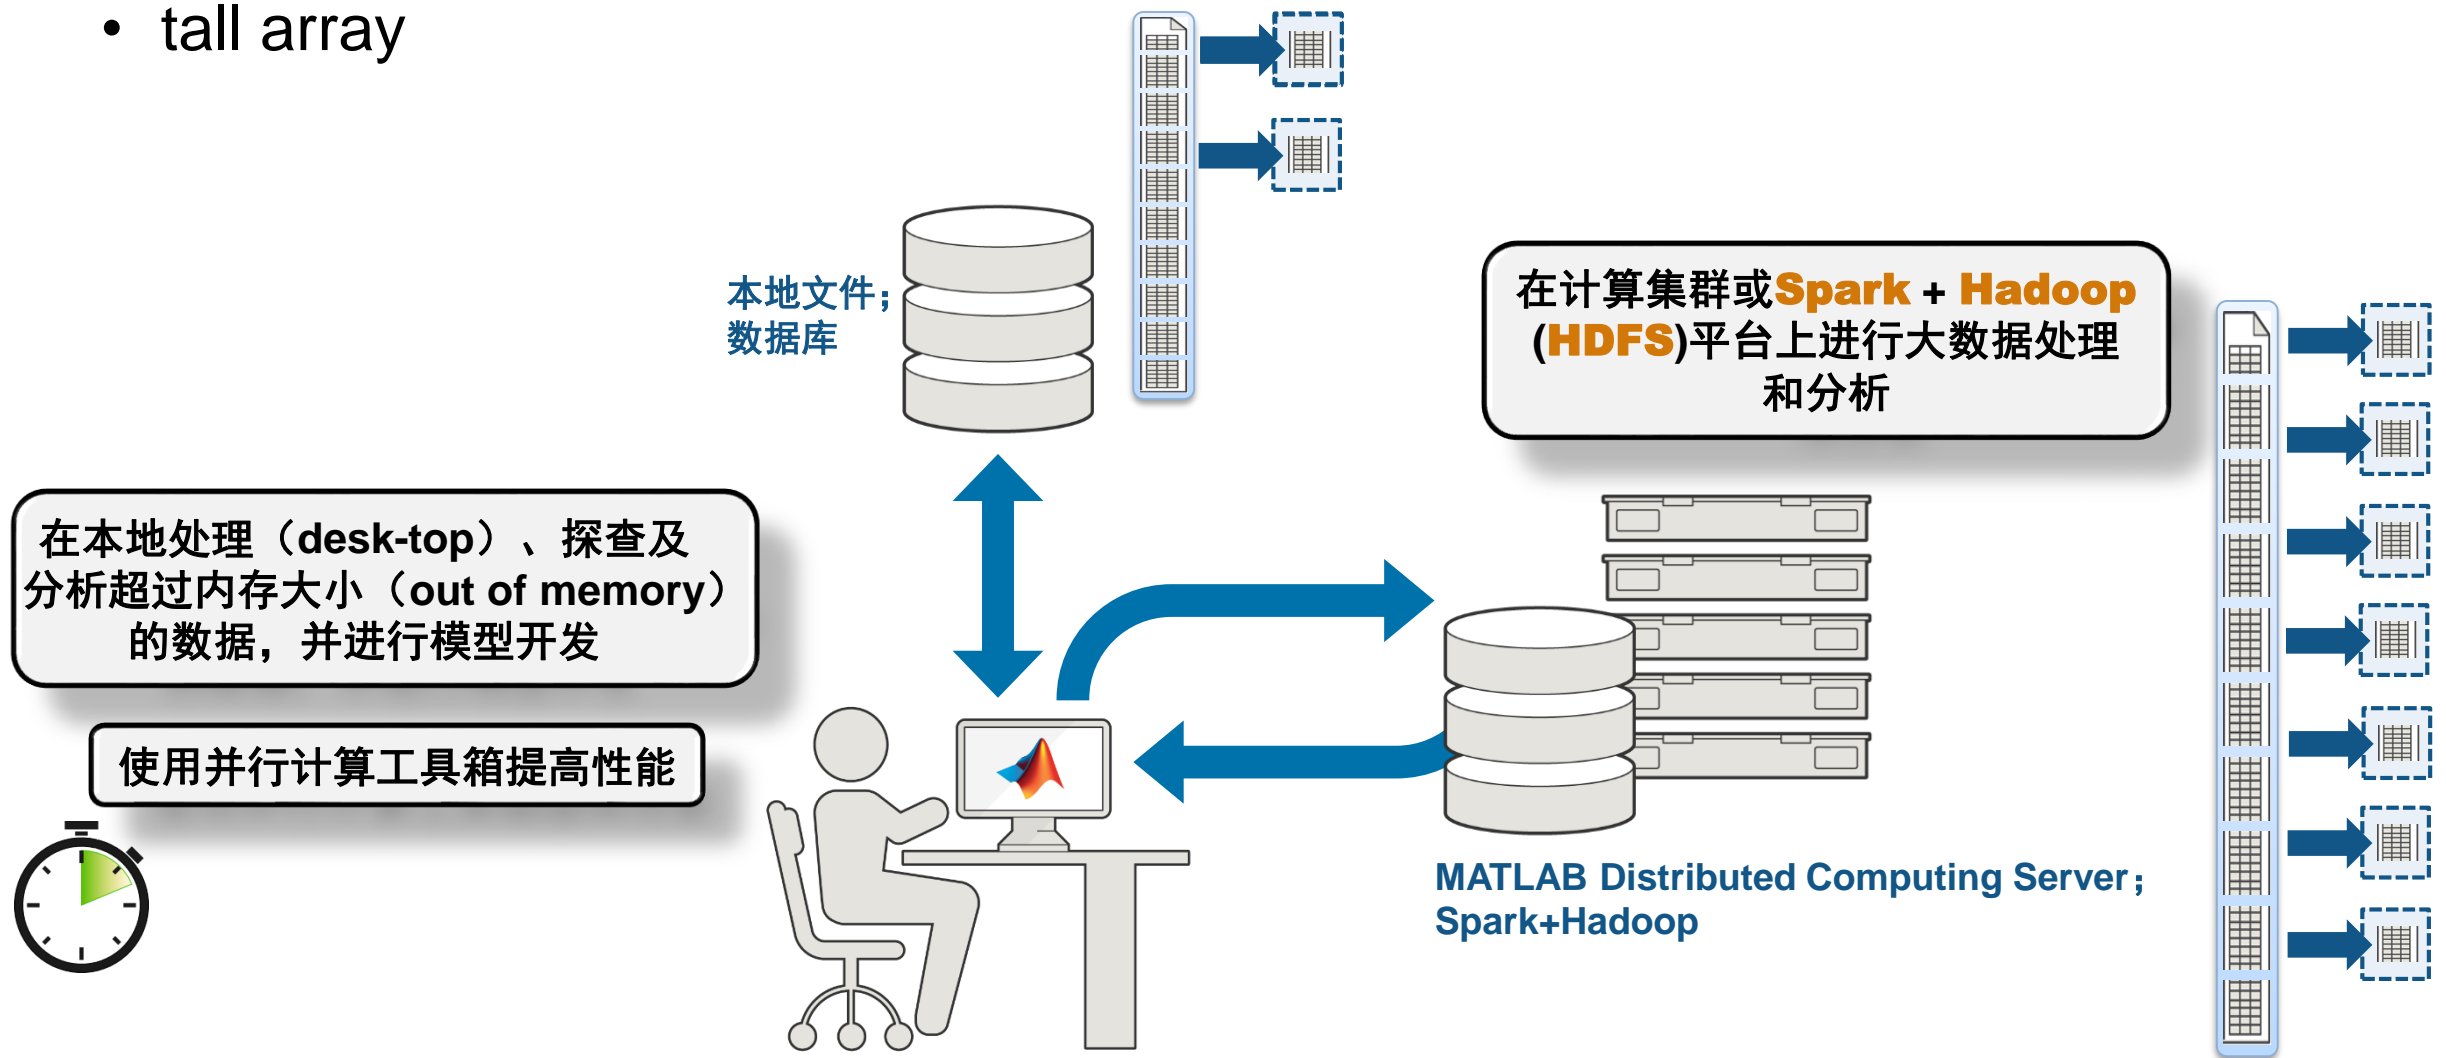 • tall array
本地文件；
数据库
在计算集群或Spark + Hadoop
(HDFS)平台上进行大数据处理
和分析
在本地处理（desk-top）、探查及
分析超过内存大小（out of memory）
的数据，并进行模型开发
使用并行计算工具箱提高性能
MATLAB Distributed Computing Server；
Spark+Hadoop